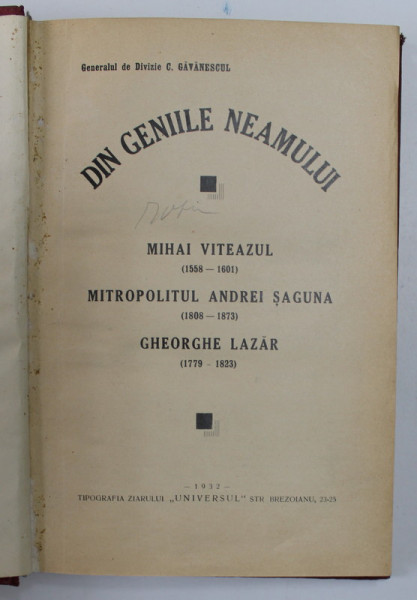 Generalul de Divizie C. GĂVĂNESCUL
DIN GENIILE NEAMULUI
MIHAI VITEAZUL
(1558 — 1601)
MITROPOLITUL ANDREI ȘAGUNA
(1808 — 1873)
GHEORGHE LAZĂR
(1779 - 1823)
— 1932 —
TIPOGRAFIA ZIARULUI „UNIVERSUL" STR. BREZOIANU, 23-25